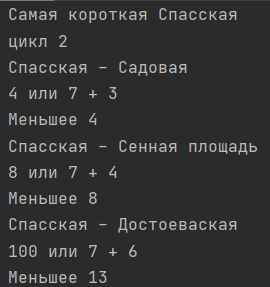 Самая короткая Спасская
цикл 2
Спасская – Садовая
4 или 7 + 3
Меньшее 4
Спасская – Сенная площадь
8 или 7 + 4
Меньшее 8
Спасская – Достоеваская
100 или 7 + 6
Меньшее 13